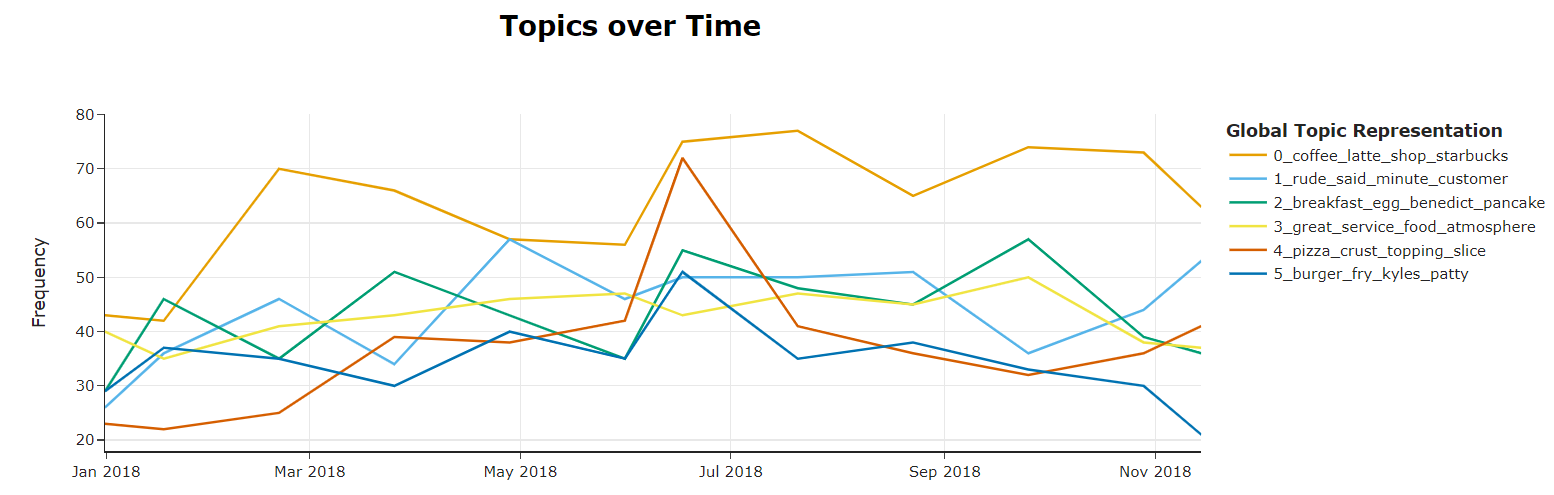 Topics over Time
Frequency
80
70
60
50
40
30
20
Jan 2018
Mar 2018
May 2018
Jul 2018
Sep 2018
Nov 2018
Global Topic Representation
0_coffee_latte_shop_starbucks
1_rude_said_minute_customer
2_breakfast_egg_benedict_pancake
3_great_service_food_atmosphere
4_pizza_crust_topping_slice
5_burger_fry_kyles_patty